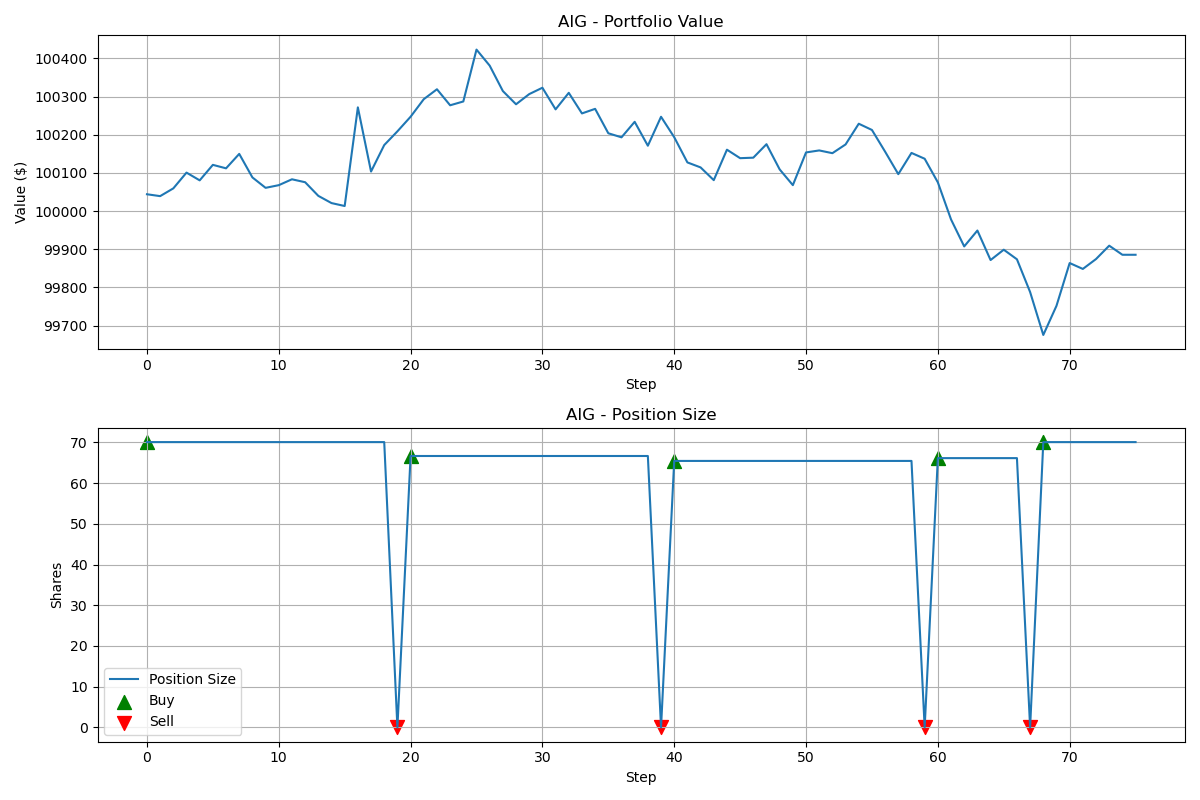 AIG - Portfolio Value
Value ($)
100400
100300
100200
100100
100000
99900
99800
99700
0 10 20 30 40 50 60 70
Step
AIG - Position Size
Shares
70
60
50
40
30
20
10
0
Position Size
Buy
Sell
0 10 20 30 40 50 60 70
Step